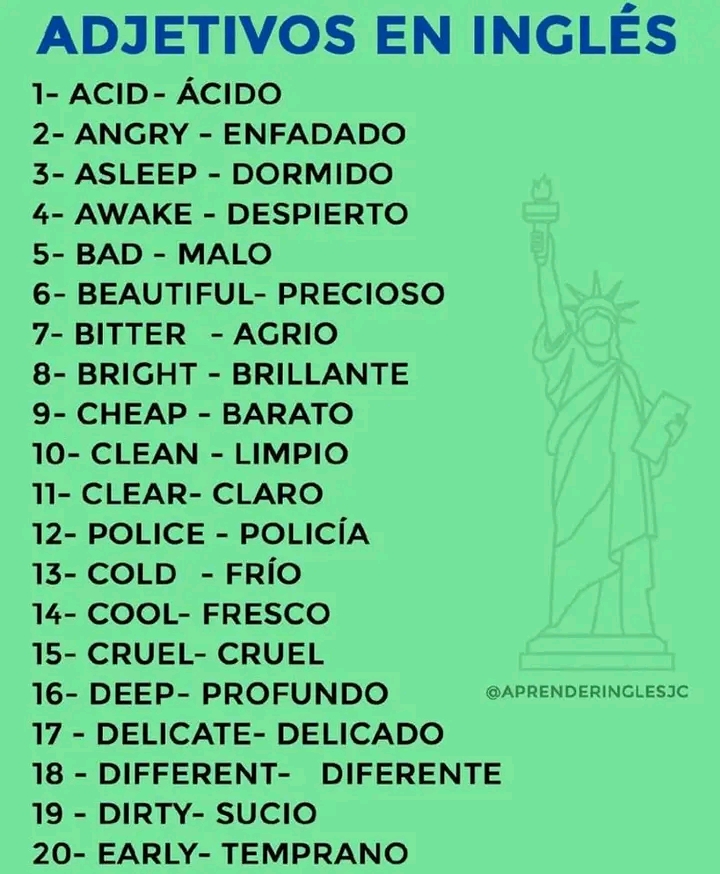 ADJETIVOS EN INGLÉS
1- ACID - ÁCIDO
2- ANGRY - ENFADADO
3- ASLEEP - DORMIDO
4- AWAKE - DESPIERTO
5- BAD - MALO
6- BEAUTIFUL- PRECIOSO
7- BITTER - AGRIO
8- BRIGHT - BRILLANTE
9- CHEAP - BARATO
10- CLEAN - LIMPIO
11- CLEAR- CLARO
12- POLICE - POLICÍA
13- COLD - FRÍO
14- COOL- FRESCO
15- CRUEL- CRUEL
16- DEEP- PROFUNDO
@APRENDERINGLESJC
17 - DELICATE- DELICADO
18 - DIFFERENT- DIFERENTE
19 - DIRTY- SUCIO
20- EARLY- TEMPRANO